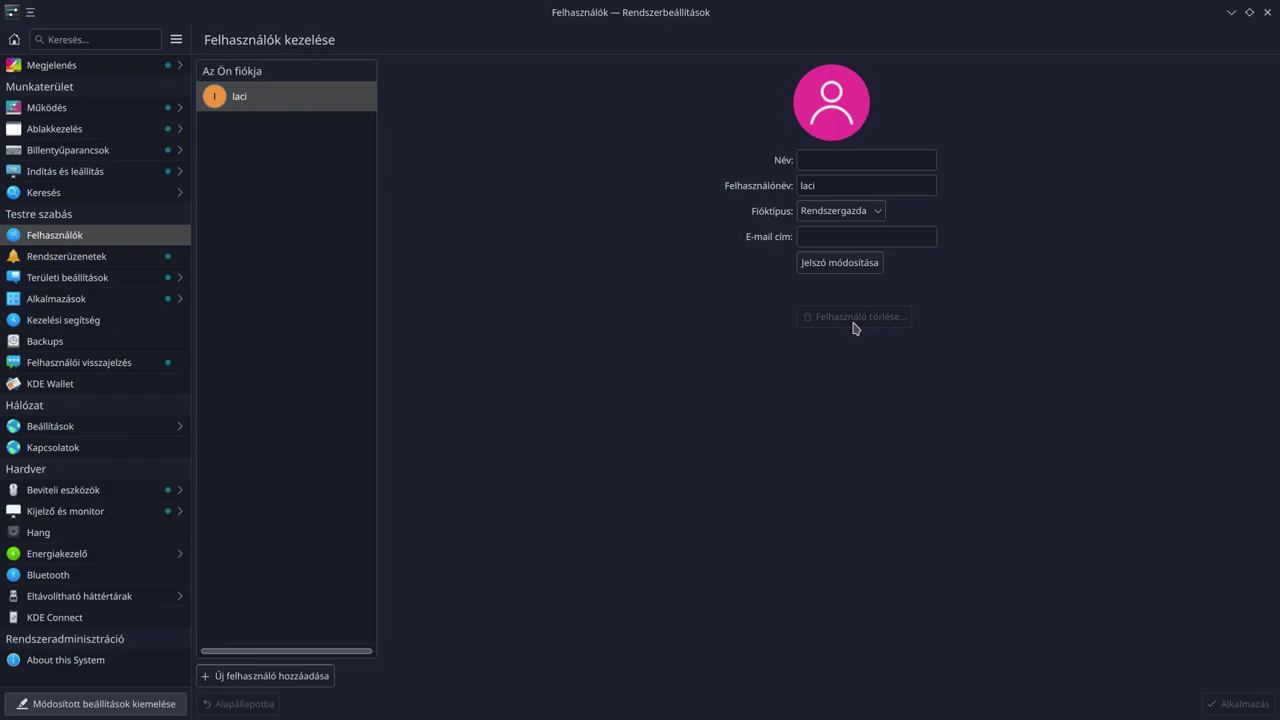 Felhasználók — Rendszerbeállítások
Keresés...
Felhasználók kezelése
Megjelenés
Munkaterület
Működés
Ablakkezelés
Billentyűparancsok
Indítás és leállítás
Keresés
Testre szabás
Felhasználók
Rendszerüzenetek
Területi beállítások
Alkalmazások
Kezelési segítség
Backups
Felhasználói visszajelzés
KDE Wallet
Hálózat
Beállítások
Kapcsolatok
Hardver
Beviteli eszközök
Kijelző és monitor
Hang
Energiakezelő
Bluetooth
Eltávolítható háttértárak
KDE Connect
Rendszeradminisztráció
About this System
Módosított beállítások kiemelése
Az Ön fiókja
l laci
Új felhasználó hozzáadása
Alapállapotba
Név:
Felhasználónév: laci
Fióktípus: Rendszergazda
E-mail cím:
Jelszó módosítása
Felhasználó törlése...
Alkalmazás